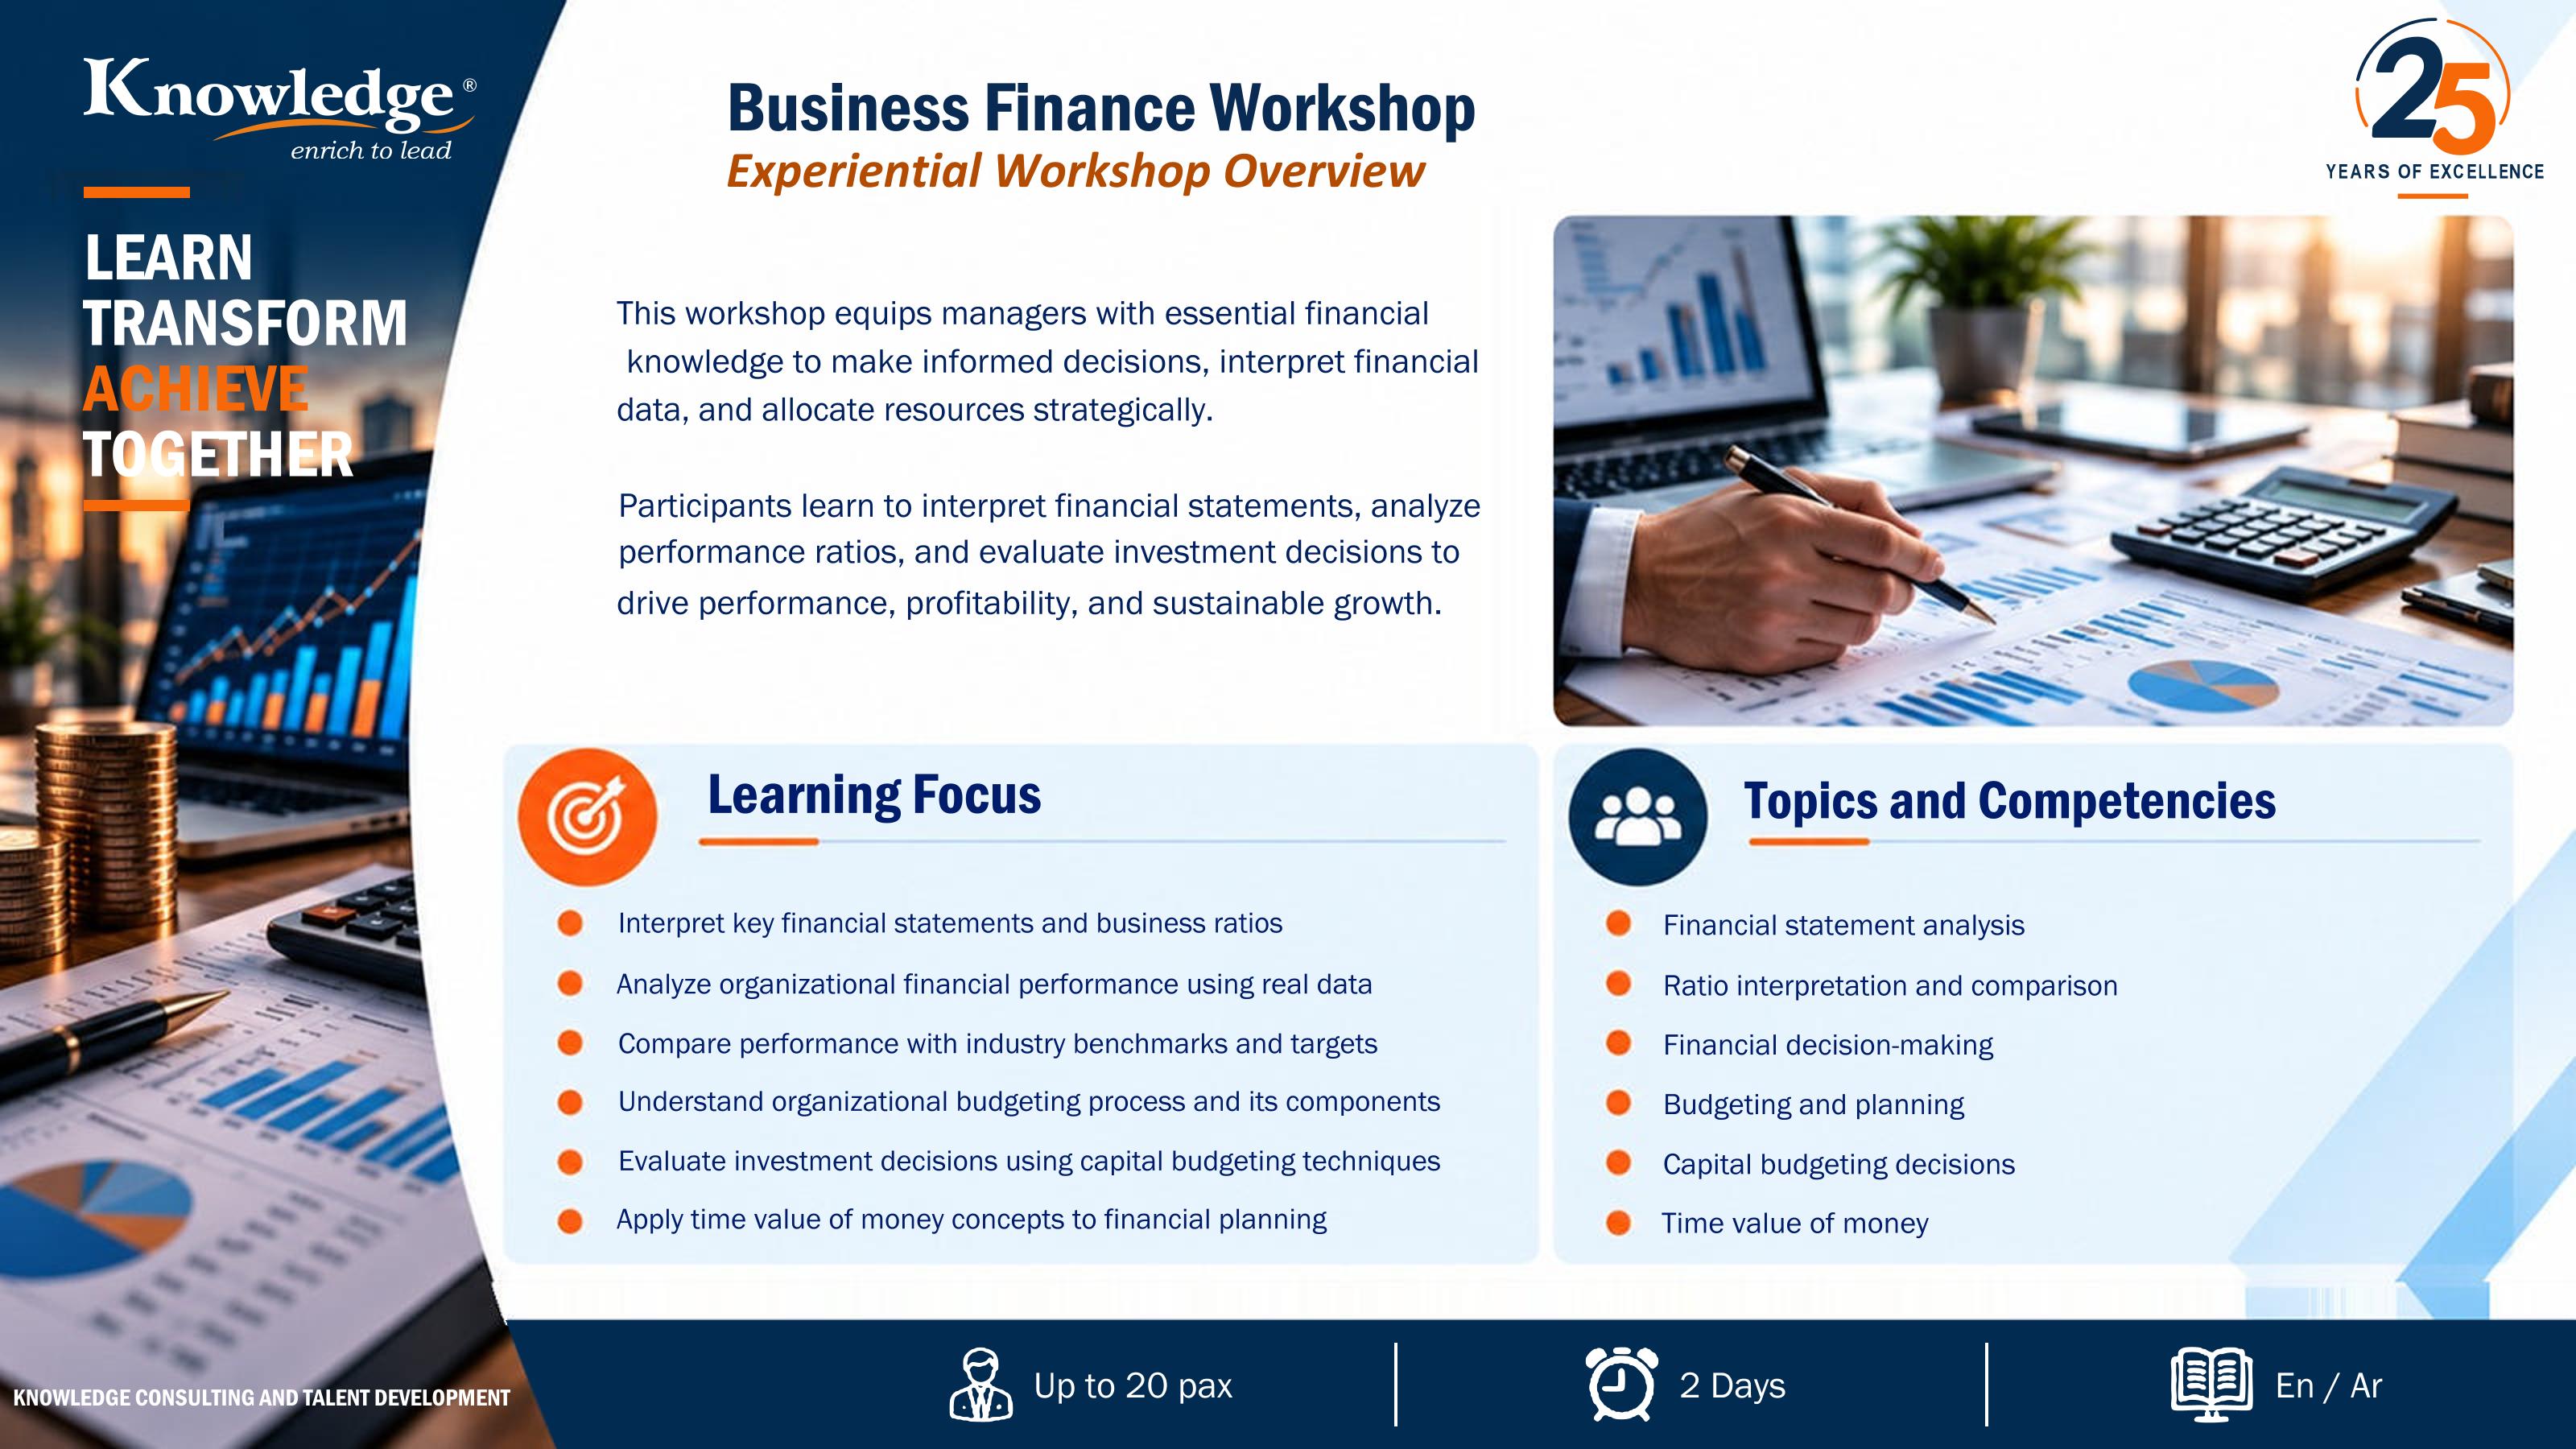 Knowledge®
enrich to lead
LEARN
TRANSFORM
ACHIEVE
TOGETHER
Business Finance Workshop
Experiential Workshop Overview
25
YEARS OF EXCELLENCE
This workshop equips managers with essential financial
knowledge to make informed decisions, interpret financial
data, and allocate resources strategically.
Participants learn to interpret financial statements, analyze
performance ratios, and evaluate investment decisions to
drive performance, profitability, and sustainable growth.
Learning Focus
Interpret key financial statements and business ratios
Analyze organizational financial performance using real data
Compare performance with industry benchmarks and targets
Understand organizational budgeting process and its components
Evaluate investment decisions using capital budgeting techniques
Apply time value of money concepts to financial planning
Topics and Competencies
Financial statement analysis
Ratio interpretation and comparison
Financial decision-making
Budgeting and planning
Capital budgeting decisions
Time value of money
KNOWLEDGE CONSULTING AND TALENT DEVELOPMENT
Up to 20 pax
2 Days
En / Ar